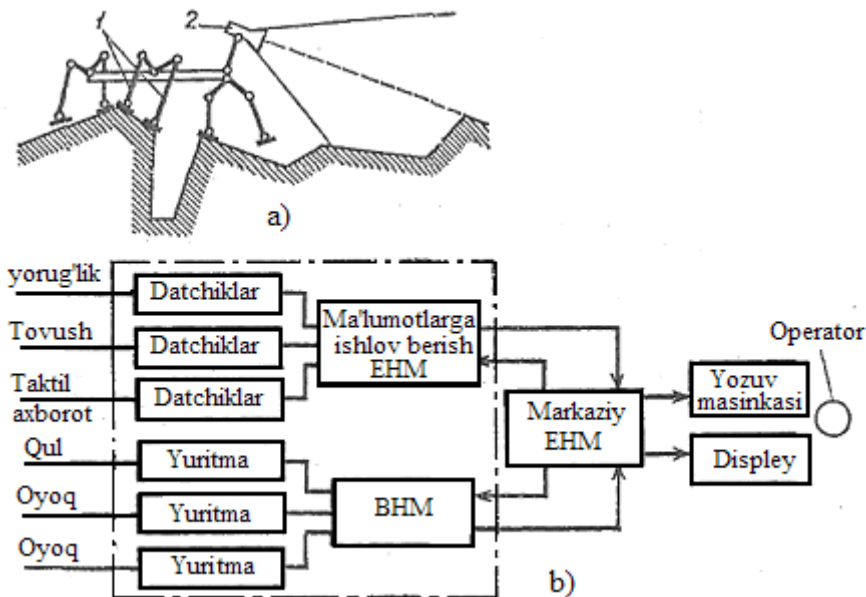 1
2
a)
yorug'lik
Datchiklar
Tovush
Datchiklar
Taktil
axborot
Datchiklar
Ma'lumotlarga
ishlov berish
EHM
Operator
Yozuv
masinkasi
Markaziy
EHM
Displey
Qul
Yuritma
Oyoq
Yuritma
BHM
Oyoq
Yuritma
b)